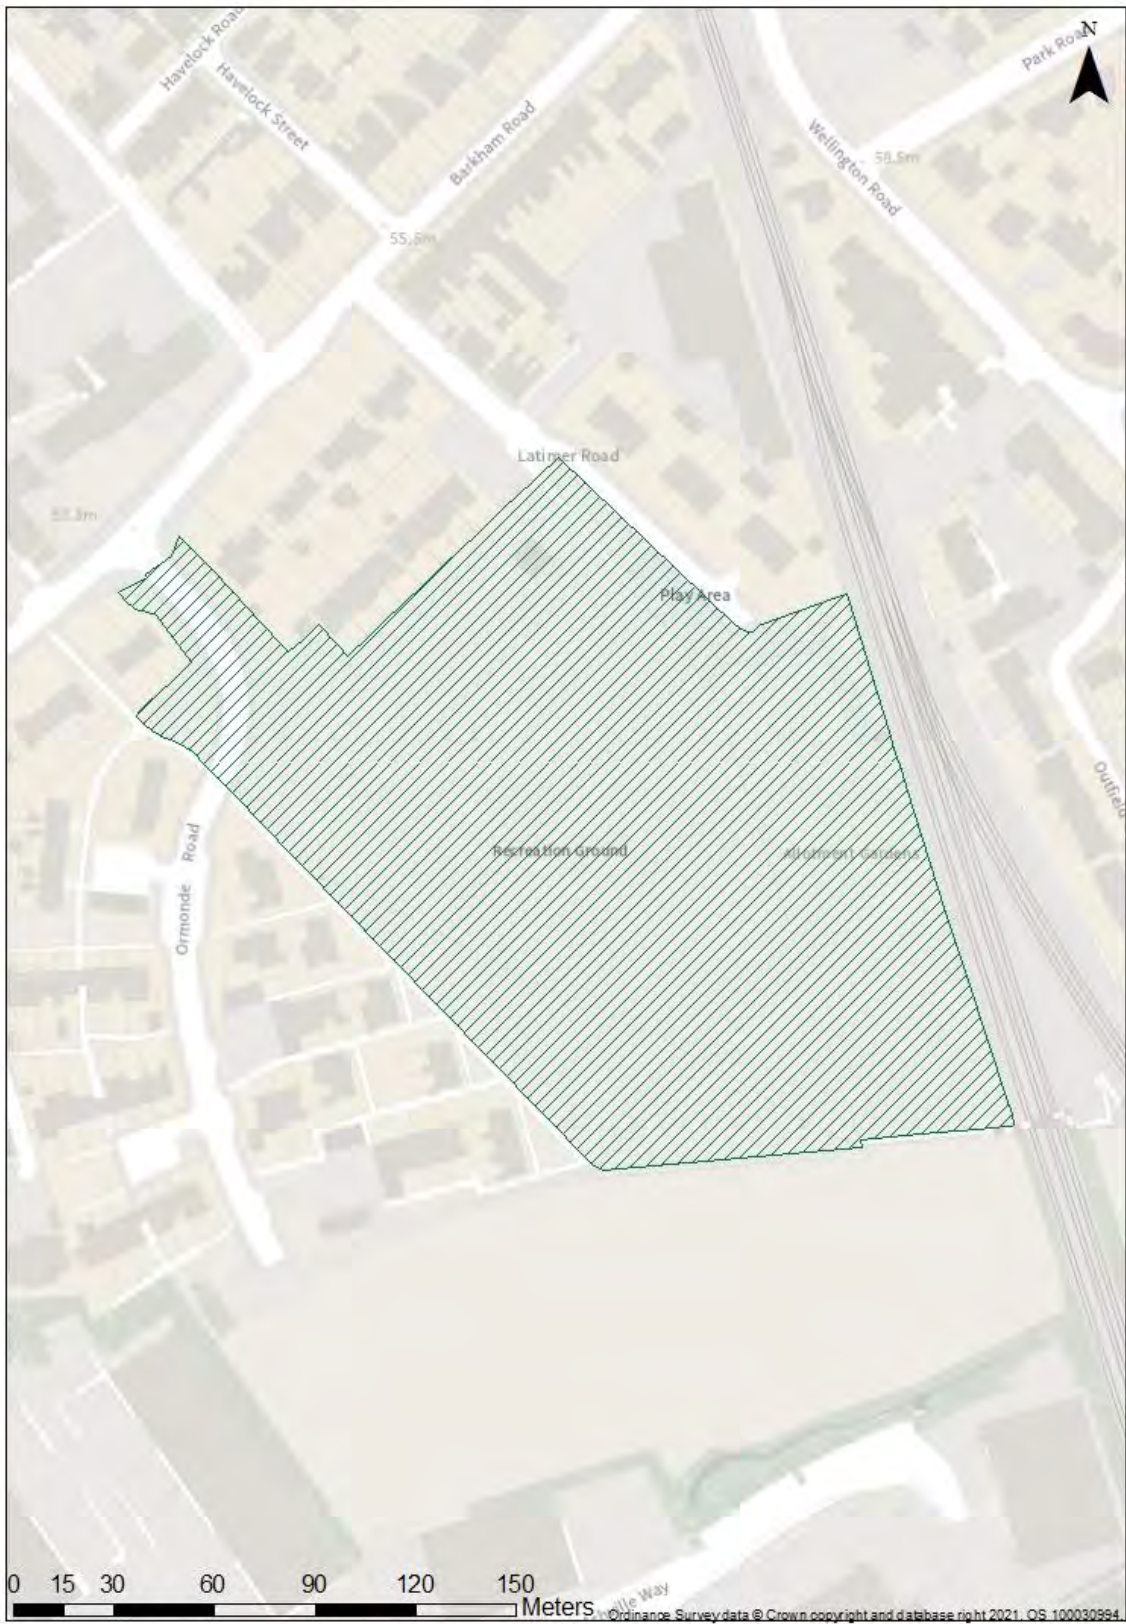 N
Havelock Road
Park Road
Havelock Street
Barkham Road
Wellington Road
58.5m
55.5m
Latimer Road
Play Area
Outfield
Recreation Ground
Allotment Gardens
Ormonde Road
0 15 30 60 90 120 150
Meters
Way
Ordinance Survey data © Crown copyright and database right 2021. OS 100030994